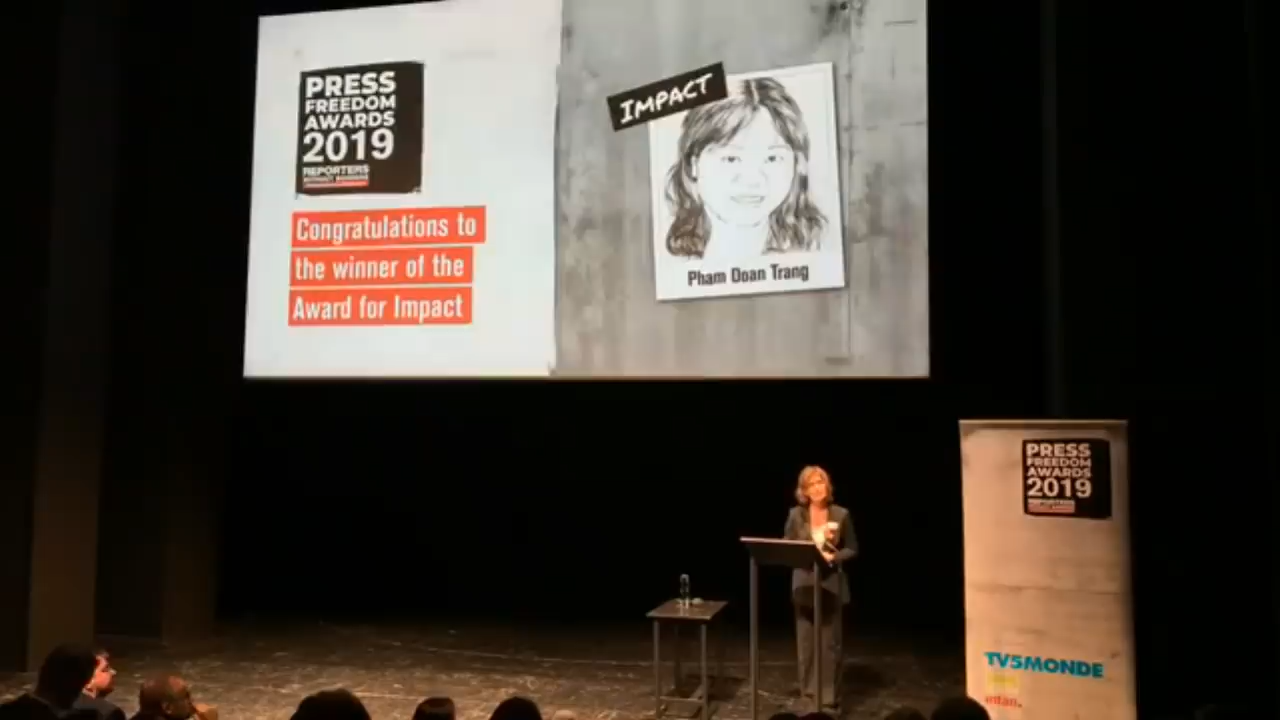 PRESS
FREEDOM
AWARDS
2019
REPORTERS
WITHOUT BORDERS
Congratulations to
the winner of the
Award for Impact
IMPACT
Pham Doan Trang
PRESS
FREEDOM
AWARDS
2019
REPORTERS
TV5MONDE